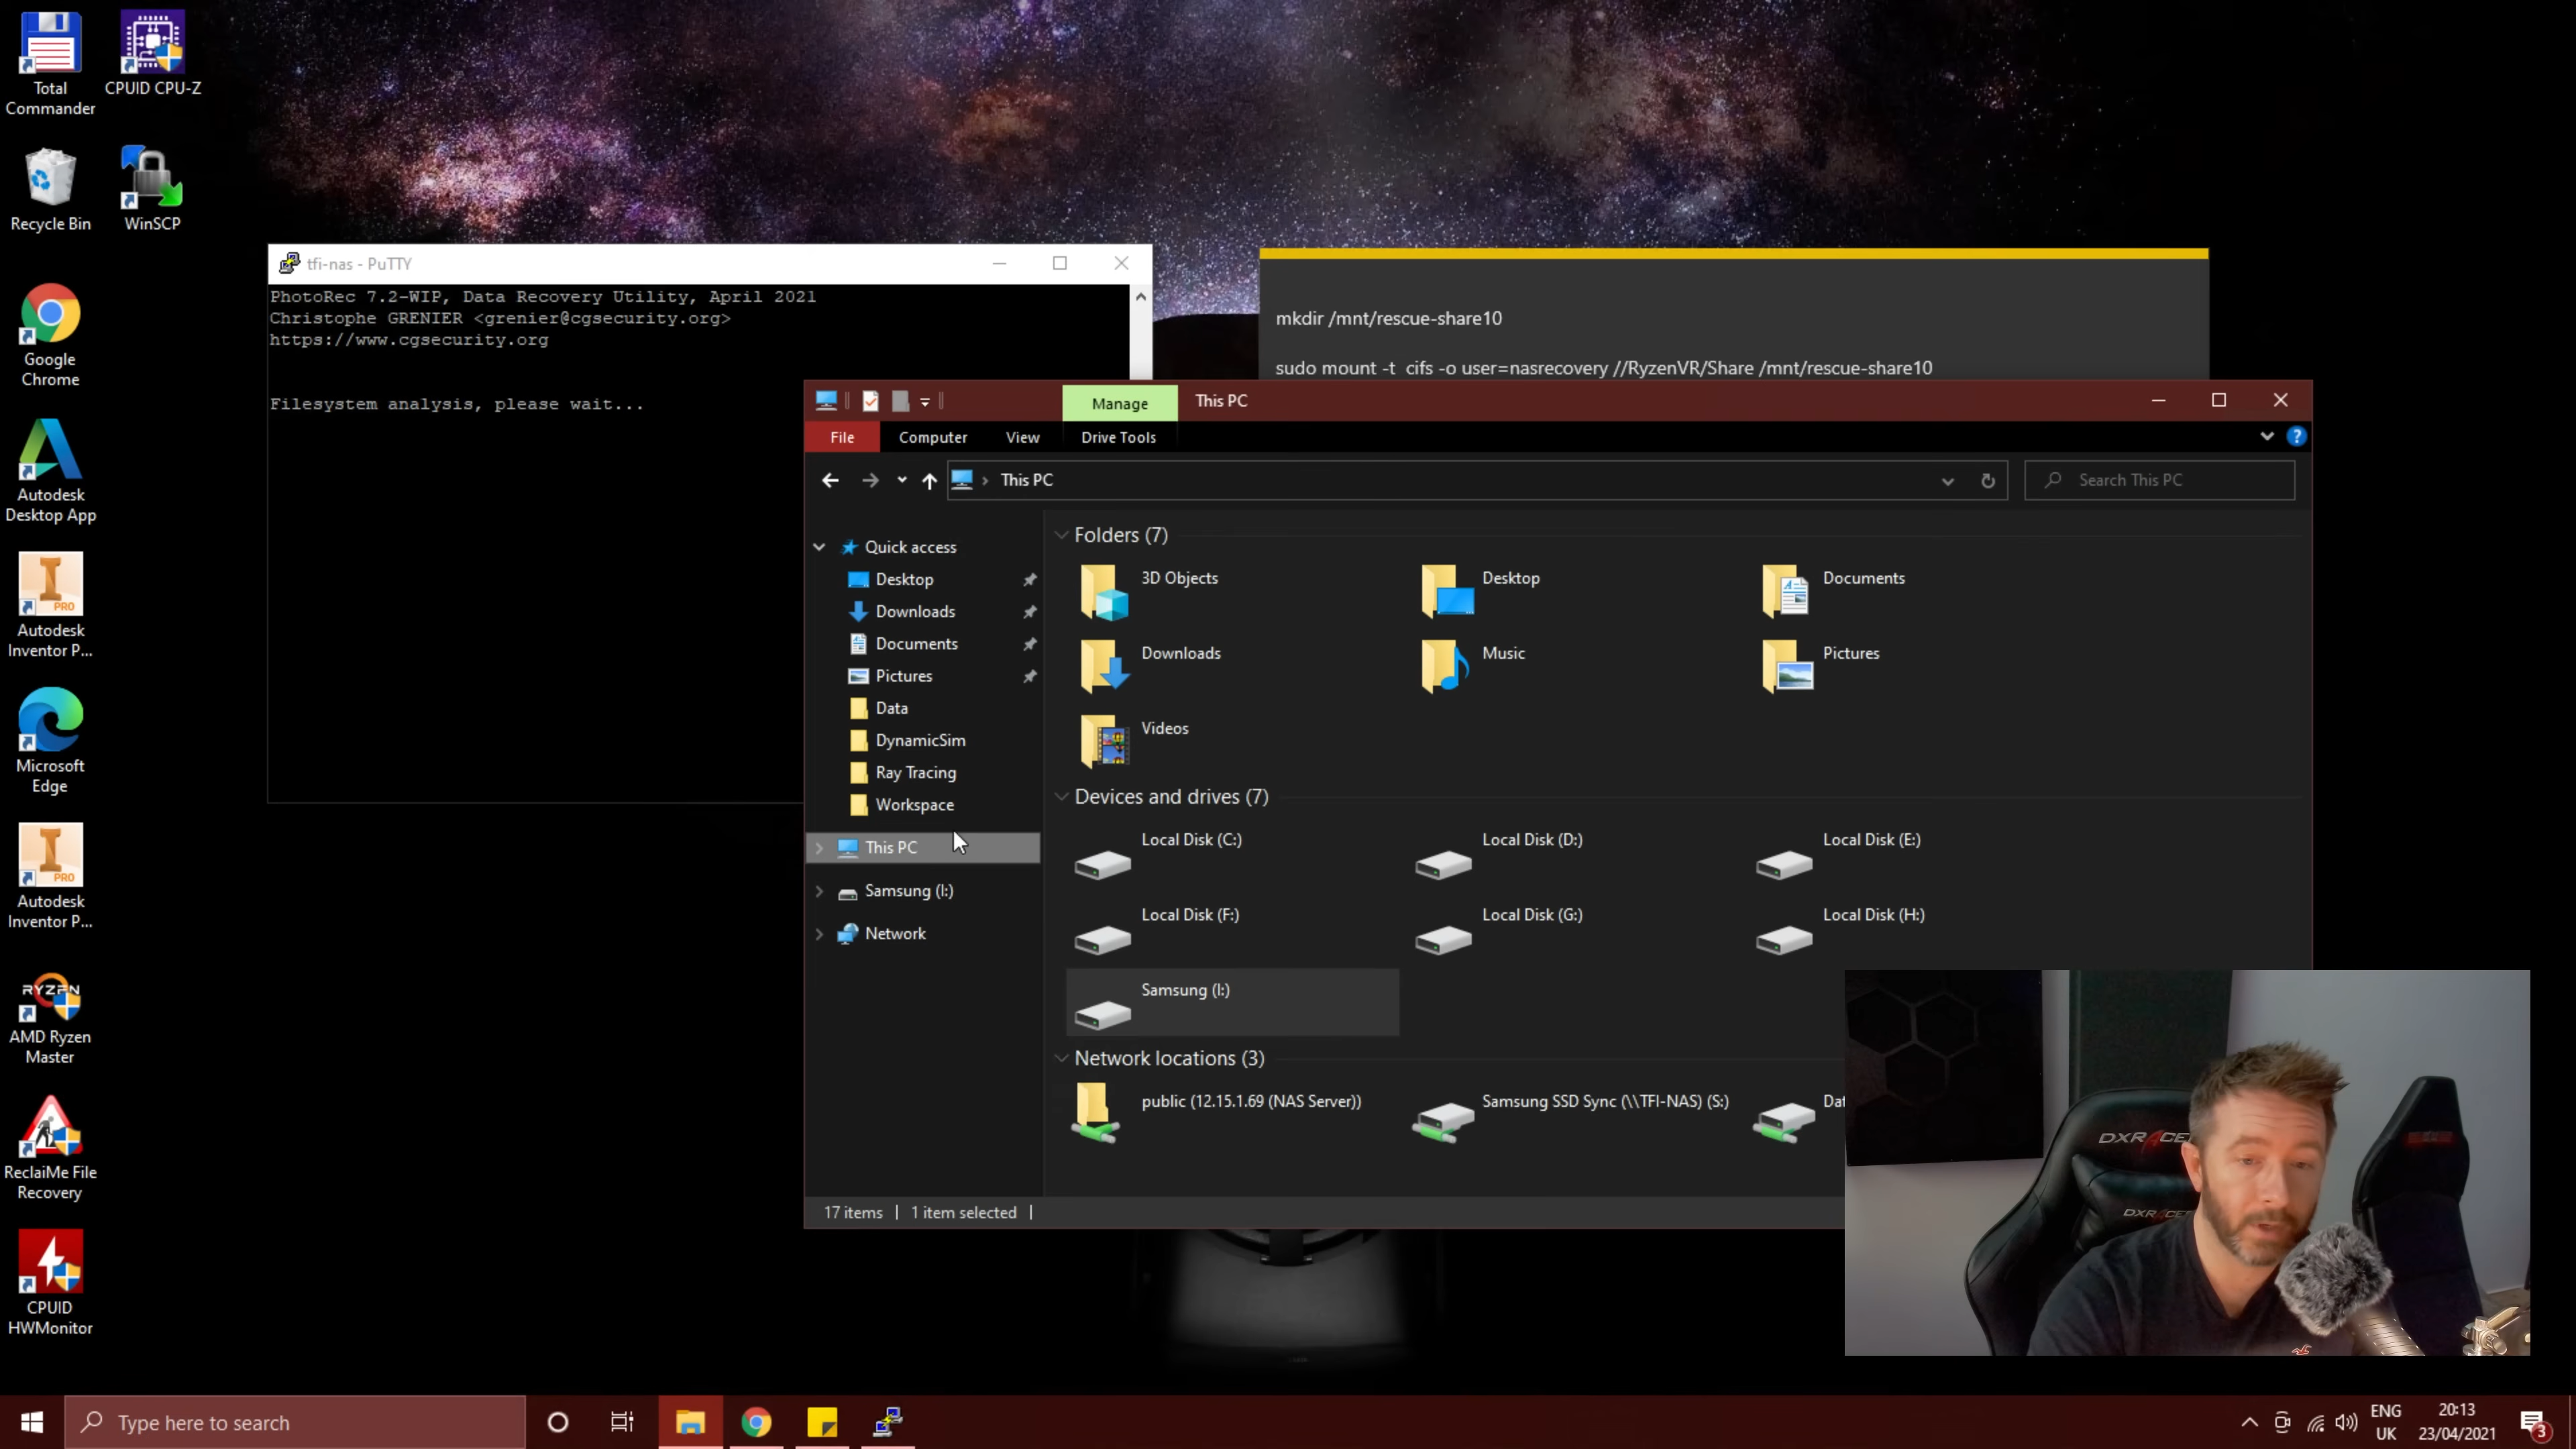 Total
Commander
CPUID CPU-Z
Recycle Bin
WinSCP
Google
Chrome
Autodesk
Desktop App
PRO
Autodesk
Inventor P...
Microsoft
Edge
PRO
Autodesk
Inventor P...
RYZEN
AMD Ryzen
Master
ReclaiMe File
Recovery
CPUID
HWMonitor
tfi-nas - PuTTY
PhotoRec 7.2-WIP, Data Recovery Utility, April 2021
Christophe GRENIER <grenier@cgsecurity.org>
https://www.cgsecurity.org
Filesystem analysis, please wait...
mkdir /mnt/rescue-share10
sudo mount -t cifs -o user=nasrecovery //RyzenVR/Share /mnt/rescue-share10
Manage
This PC
File
Computer
View
Drive Tools
This PC
Search This PC
Quick access
Desktop
Downloads
Documents
Pictures
Data
DynamicSim
Ray Tracing
Workspace
This PC
Samsung (I:)
Network
Folders (7)
3D Objects
Desktop
Documents
Downloads
Music
Pictures
Videos
Devices and drives (7)
Local Disk (C:)
Local Disk (D:)
Local Disk (E:)
Local Disk (F:)
Local Disk (G:)
Local Disk (H:)
Samsung (I:)
Network locations (3)
public (12.15.1.69 (NAS Server))
Samsung SSD Sync (\\TFI-NAS) (S:)
17 items
1 item selected
DXRACER
DXRACER
Type here to search
ENG
UK
20:13
23/04/2021
3